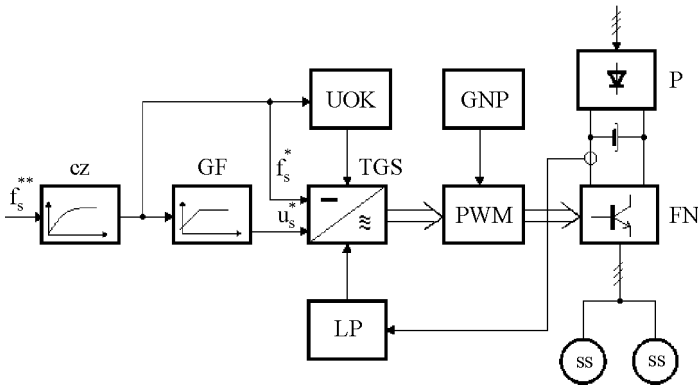 P
UOK
GNP
cz
GF
f_s^*
TGS
f_s^**
u_s^*
PWM
FN
LP
ss
ss